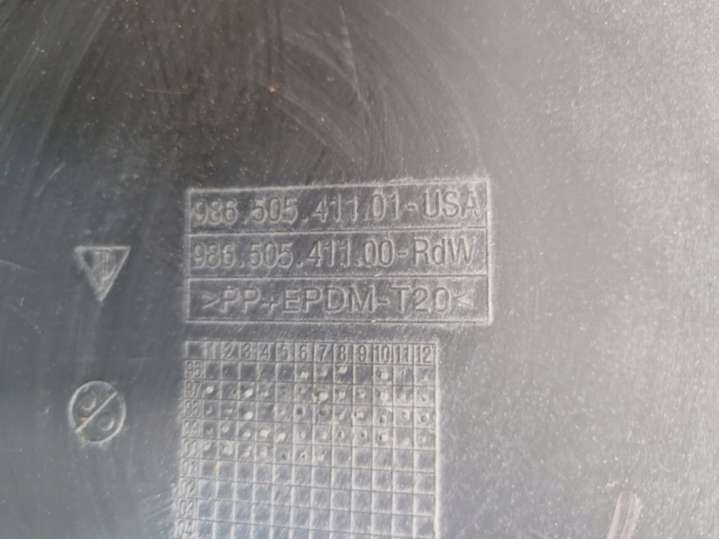 986.505.411.01-USA
986.505.411.00-RdW
>PP+EPDM-T20<
1 2 3 4 5 6 7 8 9 10 11 12